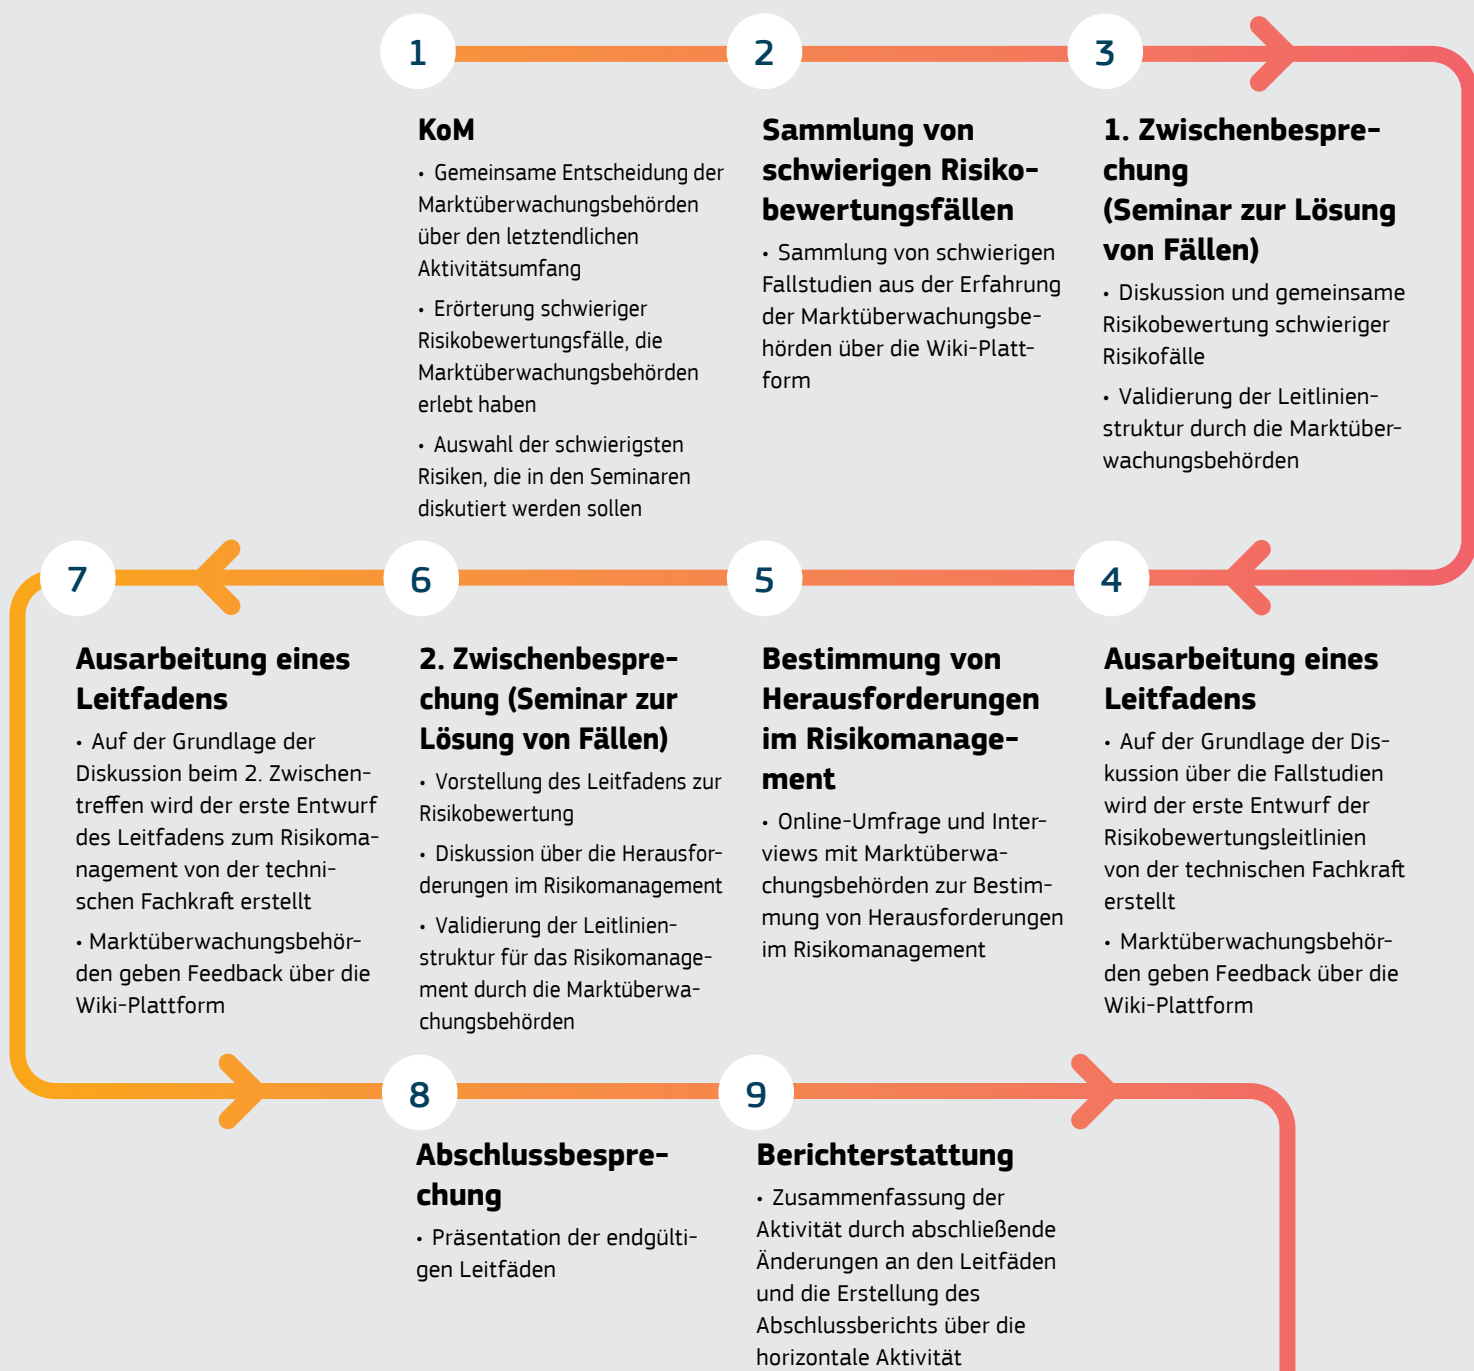 1
KoM
• Gemeinsame Entscheidung der
Marktüberwachungsbehörden
über den letztendlichen
Aktivitätsumfang
• Erörterung schwieriger
Risikobewertungsfälle, die
Marktüberwachungsbehörden
erlebt haben
• Auswahl der schwierigsten
Risiken, die in den Seminaren
diskutiert werden sollen
2
Sammlung von
schwierigen Risiko-
bewertungsfällen
• Sammlung von schwierigen
Fallstudien aus der Erfahrung
der Marktüberwachungsbe-
hörden über die Wiki-Platt-
form
3
1. Zwischenbespre-
chung
(Seminar zur Lösung
von Fällen)
• Diskussion und gemeinsame
Risikobewertung schwieriger
Risikofälle
• Validierung der Leitlinien-
struktur durch die Marktüber-
wachungsbehörden
4
Ausarbeitung eines
Leitfadens
• Auf der Grundlage der Dis-
kussion über die Fallstudien
wird der erste Entwurf der
Risikobewertungsleitlinien
von der technischen Fachkraft
erstellt
• Marktüberwachungsbehör-
den geben Feedback über die
Wiki-Plattform
5
Bestimmung von
Herausforderungen
im Risikomanage-
ment
• Online-Umfrage und Inter-
views mit Marktüberwa-
chungsbehörden zur Bestim-
mung von Herausforderungen
im Risikomanagement
6
2. Zwischenbespre-
chung (Seminar zur
Lösung von Fällen)
• Vorstellung des Leitfadens zur
Risikobewertung
• Diskussion über die Herausfor-
derungen im Risikomanagement
• Validierung der Leitlinien-
struktur für das Risikomanage-
ment durch die Marktüberwa-
chungsbehörden
7
Ausarbeitung eines
Leitfadens
• Auf der Grundlage der
Diskussion beim 2. Zwischen-
treffen wird der erste Entwurf
des Leitfadens zum Risikoma-
nagement von der techni-
schen Fachkraft erstellt
• Marktüberwachungsbehör-
den geben Feedback über die
Wiki-Plattform
8
Abschlussbespre-
chung
• Präsentation der endgülti-
gen Leitfäden
9
Berichterstattung
• Zusammenfassung der
Aktivität durch abschließende
Änderungen an den Leitfäden
und die Erstellung des
Abschlussberichts über die
horizontale Aktivität